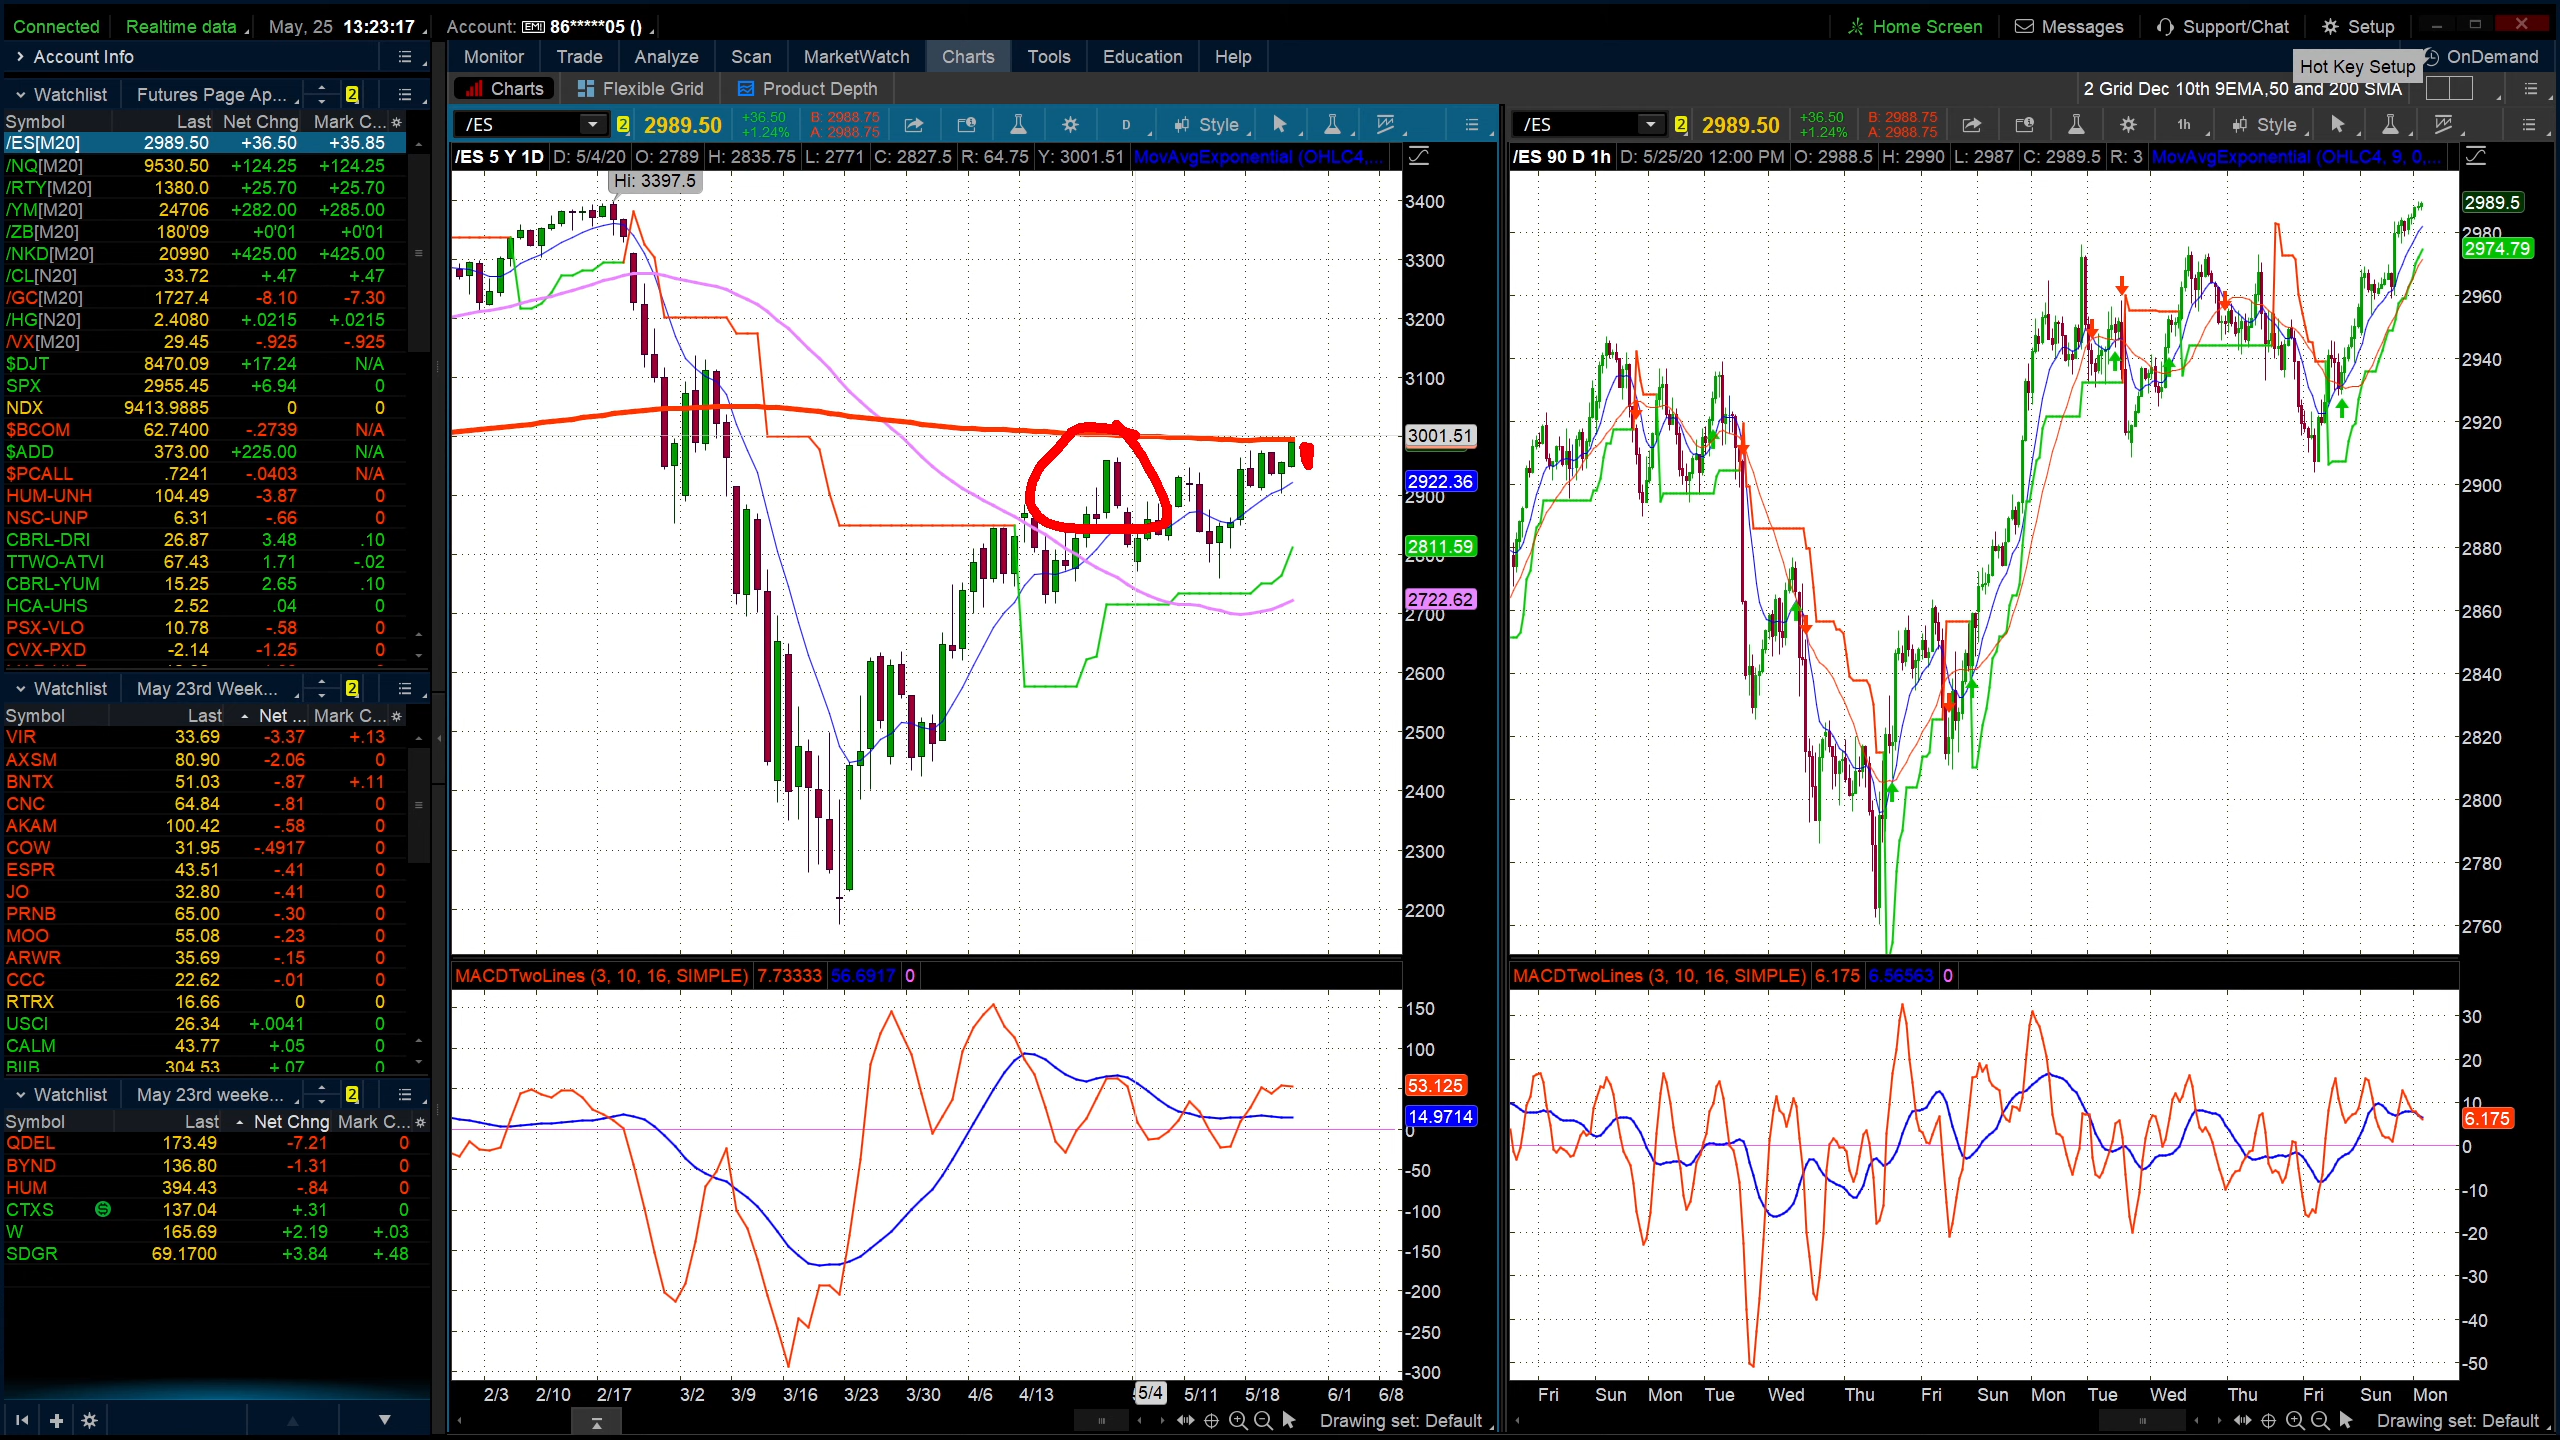 Connected Realtime data May, 25 13:23:17 Account: EMI 86*****05 () Home Screen Messages Support/Chat Setup
Account Info
Monitor Trade Analyze Scan MarketWatch Charts Tools Education Help Hot Key Setup OnDemand
Charts Flexible Grid Product Depth 2 Grid Dec 10th 9EMA,50 and 200 SMA
Watchlist Futures Page Ap... 2
Symbol Last Net Chng Mark C...
/ES[M20] 2989.50 +36.50 +35.85
/NQ[M20] 9530.50 +124.25 +124.25
/RTY[M20] 1380.0 +25.70 +25.70
/YM[M20] 24706 +282.00 +285.00
/ZB[M20] 180'09 +0'01 +0'01
/NKD[M20] 20990 +425.00 +425.00
/CL[N20] 33.72 +.47 +.47
/GC[M20] 1727.4 -8.10 -7.30
/HG[N20] 2.4080 +.0215 +.0215
/VX[M20] 29.45 -.925 -.925
$DJT 8470.09 +17.24 N/A
SPX 2955.45 +6.94 0
NDX 9413.9885 0 0
$BCOM 62.7400 -.2739 N/A
$ADD 373.00 +225.00 N/A
$PCALL .7241 -.0403 N/A
HUM-UNH 104.49 -3.87 0
NSC-UNP 6.31 -.66 0
CBRL-DRI 26.87 3.48 .10
TTWO-ATVI 67.43 1.71 -.02
CBRL-YUM 15.25 2.65 .10
HCA-UHS 2.52 .04 0
PSX-VLO 10.78 -.58 0
CVX-PXD -2.14 -1.25 0
Watchlist May 23rd Week... 2
Symbol Last Net ... Mark C...
VIR 33.69 -3.37 +.13
AXSM 80.90 -2.06 0
BNTX 51.03 -.87 +.11
CNC 64.84 -.81 0
AKAM 100.42 -.58 0
COW 31.95 -.4917 0
ESPR 43.51 -.41 0
JO 32.80 -.41 0
PRNB 65.00 -.30 0
MOO 55.08 -.23 0
ARWR 35.69 -.15 0
CCC 22.62 -.01 0
RTRX 16.66 0 0
USCI 26.34 +.0041 0
CALM 43.77 +.05 0
BIIB 304.53 +.07 0
Watchlist May 23rd weeke... 2
Symbol Last Net Chng Mark C...
QDEL 173.49 -7.21 0
BYND 136.80 -1.31 0
HUM 394.43 -.84 0
CTXS 137.04 +.31 0
W 165.69 +2.19 +.03
SDGR 69.1700 +3.84 +.48
/ES 2 2989.50 +36.50 +1.24% B: 2988.75 A: 2988.75 D Style
/ES 5 Y 1D D: 5/4/20 O: 2789 H: 2835.75 L: 2771 C: 2827.5 R: 64.75 Y: 3001.51 MovAvgExponential (OHLC4,...
Hi: 3397.5
3400
3300
3200
3100
3001.51
2922.36
2900
2811.59
2800
2722.62
2700
2600
2500
2400
2300
2200
MACDTwoLines (3, 10, 16, SIMPLE) 7.73333 56.6917 0
150
100
53.125
14.9714
0
-50
-100
-150
-200
-250
-300
2/3 2/10 2/17 3/2 3/9 3/16 3/23 3/30 4/6 4/13 5/4 5/11 5/18 6/1 6/8
Drawing set: Default
/ES 2 2989.50 +36.50 +1.24% B: 2988.75 A: 2988.75 1h Style
/ES 90 D 1h D: 5/25/20 12:00 PM O: 2988.5 H: 2990 L: 2987 C: 2989.5 R: 3 MovAvgExponential (OHLC4, 9, 0,...
2989.5
2980
2974.79
2960
2940
2920
2900
2880
2860
2840
2820
2800
2780
2760
MACDTwoLines (3, 10, 16, SIMPLE) 6.175 6.56563 0
30
20
10
6.175
0
-10
-20
-30
-40
-50
Fri Sun Mon Tue Wed Thu Fri Sun Mon Tue Wed Thu Fri Sun Mon
Drawing set: Default